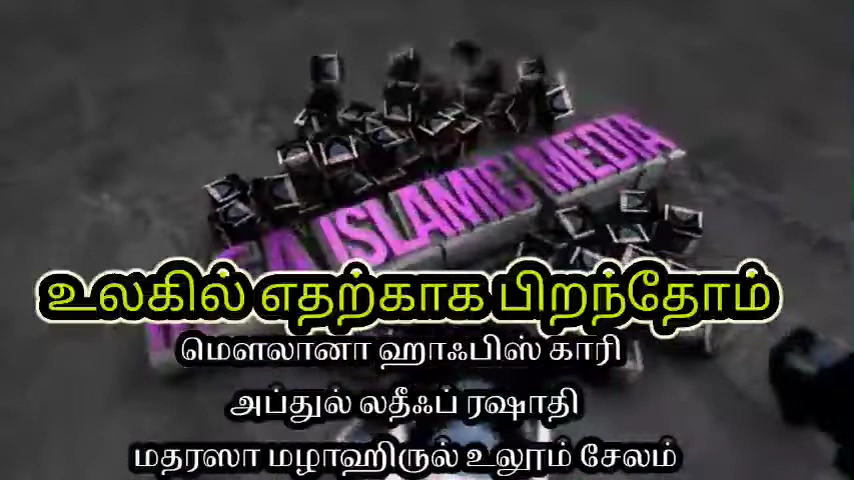 ISLAMIC MEDIA
உலகில் எதற்காக பிறந்தோம்
மௌலானா ஹாஃபிஸ் காரி
அப்துல் லதீஃப் ரஷாதி
மதரஸா மழாஹிருல் உலூம் சேலம்